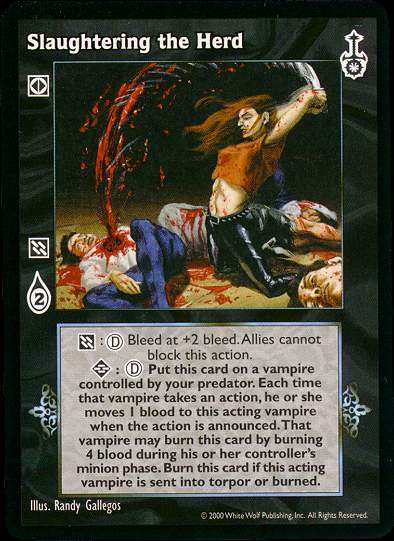 Slaughtering the Herd
2
: D Bleed at +2 bleed. Allies cannot
block this action.
: D Put this card on a vampire
controlled by your predator. Each time
that vampire takes an action, he or she
moves 1 blood to this acting vampire
when the action is announced. That
vampire may burn this card by burning
4 blood during his or her controller's
minion phase. Burn this card if this acting
vampire is sent into torpor or burned.
Illus. Randy Gallegos
© 2000 White Wolf Publishing, Inc. All Rights Reserved.